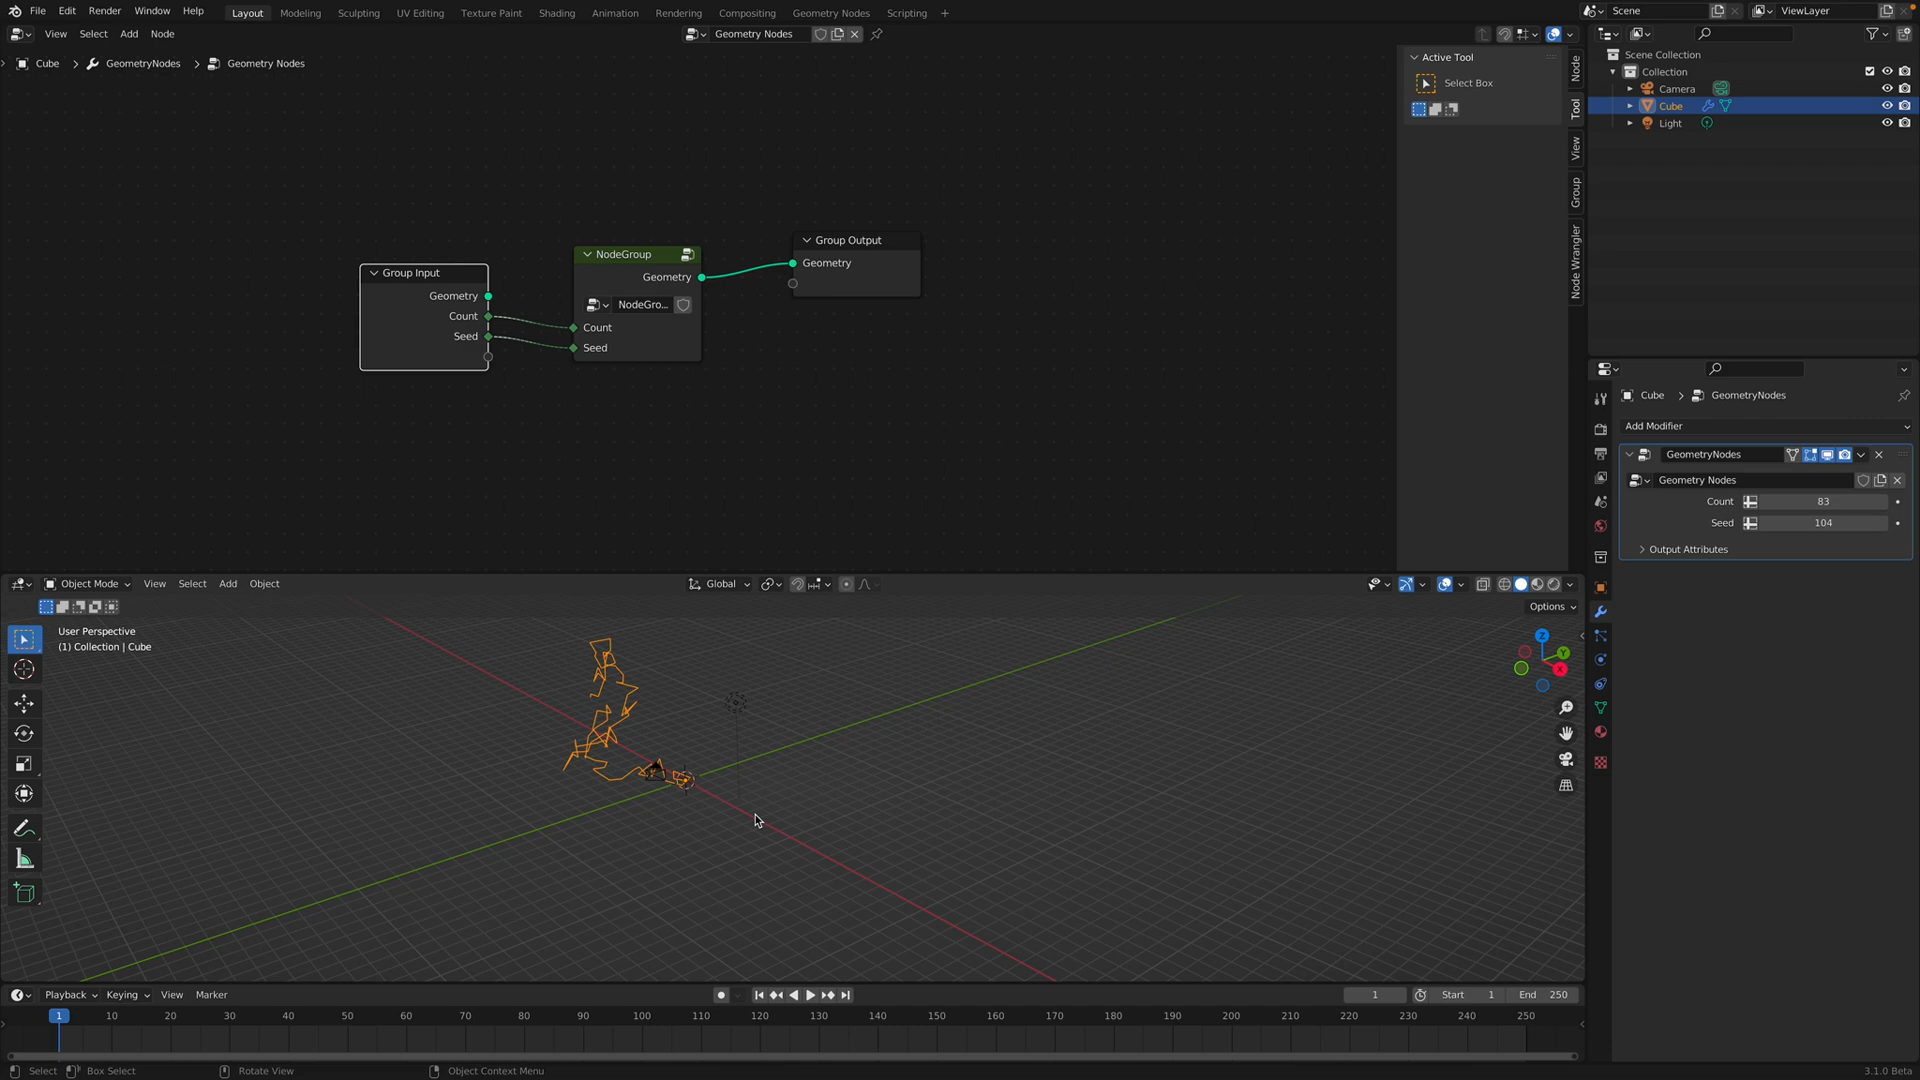 File Edit Render Window Help Layout Modeling Sculpting UV Editing Texture Paint Shading Animation Rendering Compositing Geometry Nodes Scripting + Scene ViewLayer
View Select Add Node Geometry Nodes
Cube > GeometryNodes > Geometry Nodes
Active Tool
Select Box
Node
Tool
View
Group
Node Wrangler
Group Input
Geometry
Count
Seed
NodeGroup
Geometry
NodeGro...
Count
Seed
Group Output
Geometry
Scene Collection
Collection
Camera
Cube
Light
Cube > GeometryNodes
Add Modifier
GeometryNodes
Geometry Nodes
Count 83
Seed 104
Output Attributes
Object Mode View Select Add Object Global
Options
User Perspective
(1) Collection | Cube
Z
Y
X
Playback Keying View Marker 1 Start 1 End 250
1 10 20 30 40 50 60 70 80 90 100 110 120 130 140 150 160 170 180 190 200 210 220 230 240 250
Select Box Select Rotate View Object Context Menu 3.1.0 Beta